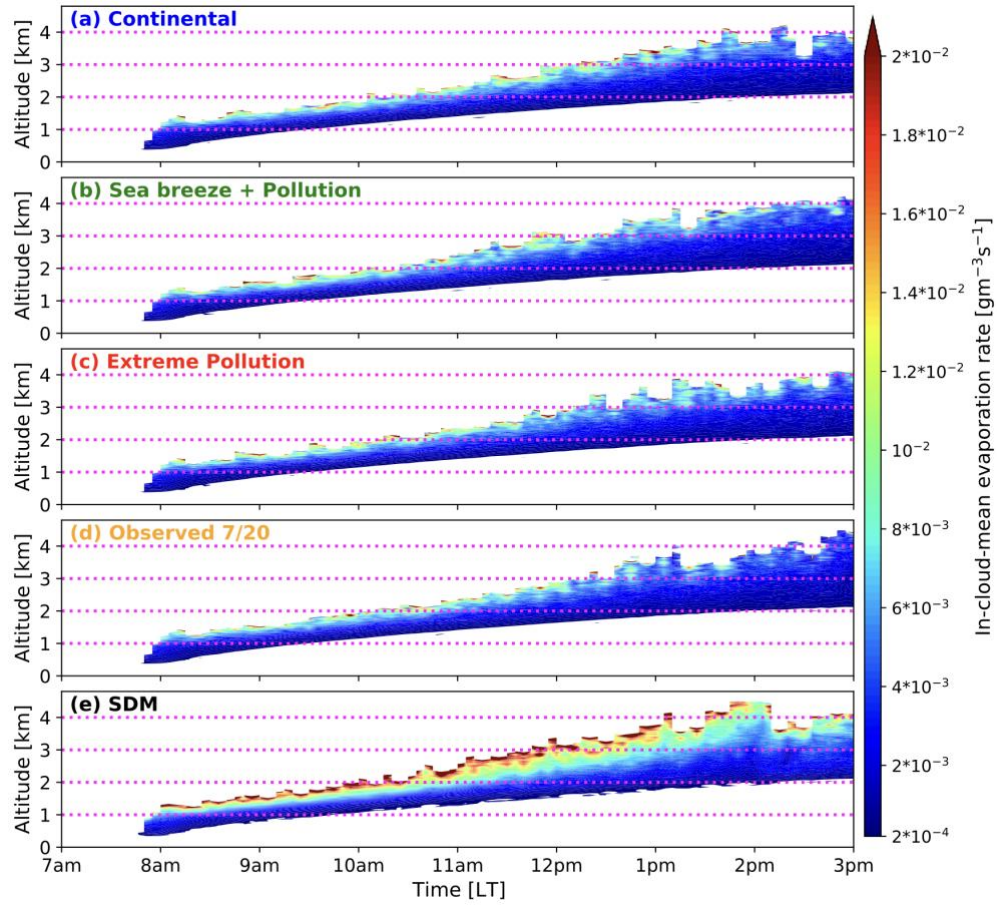 (a) Continental
Altitude [km]
4
3
2
1
0
(b) Sea breeze + Pollution
Altitude [km]
4
3
2
1
0
(c) Extreme Pollution
Altitude [km]
4
3
2
1
0
(d) Observed 7/20
Altitude [km]
4
3
2
1
0
(e) SDM
Altitude [km]
4
3
2
1
0
7am 8am 9am 10am 11am 12pm 1pm 2pm 3pm
Time [LT]
2*10⁻²
1.8*10⁻²
1.6*10⁻²
1.4*10⁻²
1.2*10⁻²
10⁻²
8*10⁻³
6*10⁻³
4*10⁻³
2*10⁻³
2*10⁻⁴
In-cloud-mean evaporation rate [gm⁻³s⁻¹]